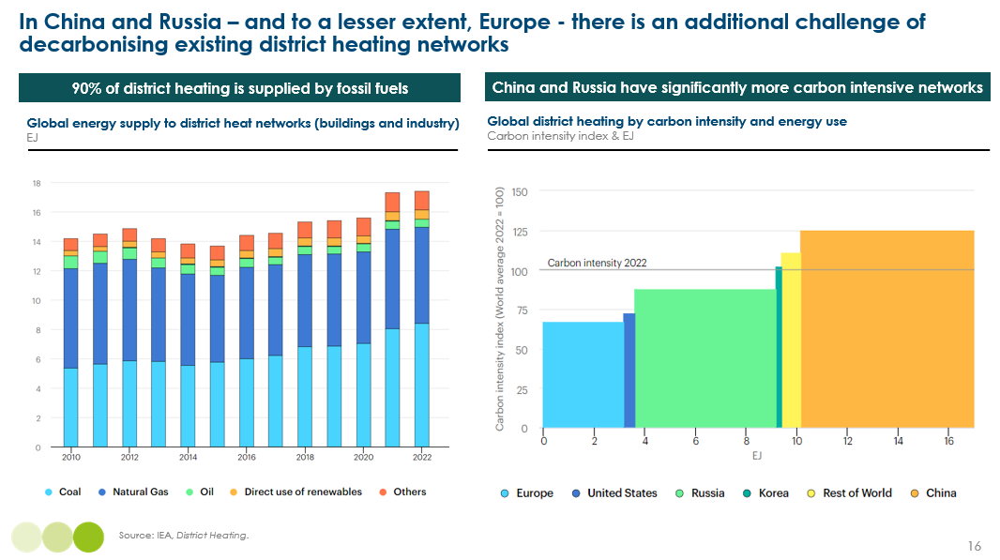 In China and Russia – and to a lesser extent, Europe - there is an additional challenge of
decarbonising existing district heating networks
90% of district heating is supplied by fossil fuels
Global energy supply to district heat networks (buildings and industry)
EJ
18
16
14
12
10
8
6
4
2
0
2010
2012
2014
2016
2018
2020
2022
Coal
Natural Gas
Oil
Direct use of renewables
Others
China and Russia have significantly more carbon intensive networks
Global district heating by carbon intensity and energy use
Carbon intensity index & EJ
Carbon intensity index (World average 2022 = 100)
150
125
100
75
50
25
0
Carbon intensity 2022
0
2
4
6
8
10
12
14
16
EJ
Europe
United States
Russia
Korea
Rest of World
China
Source: IEA, District Heating.
16